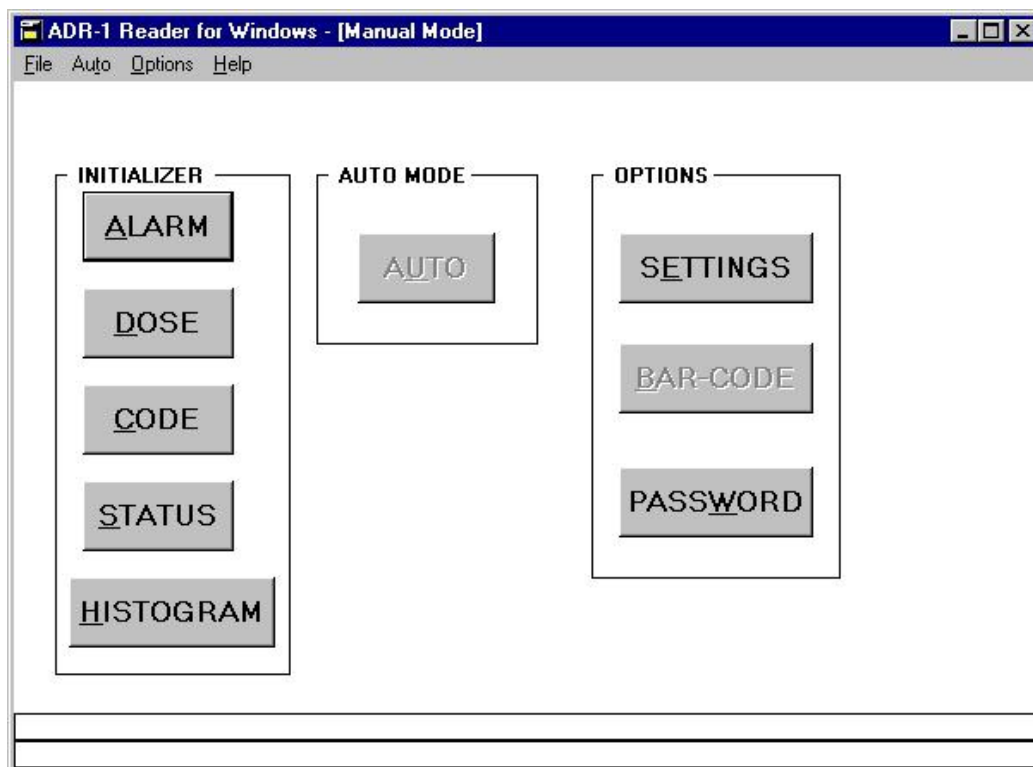 ADR-1 Reader for Windows - [Manual Mode]
File Auto Options Help
INITIALIZER
ALARM
DOSE
CODE
STATUS
HISTOGRAM
AUTO MODE
AUTO
OPTIONS
SETTINGS
BAR-CODE
PASSWORD